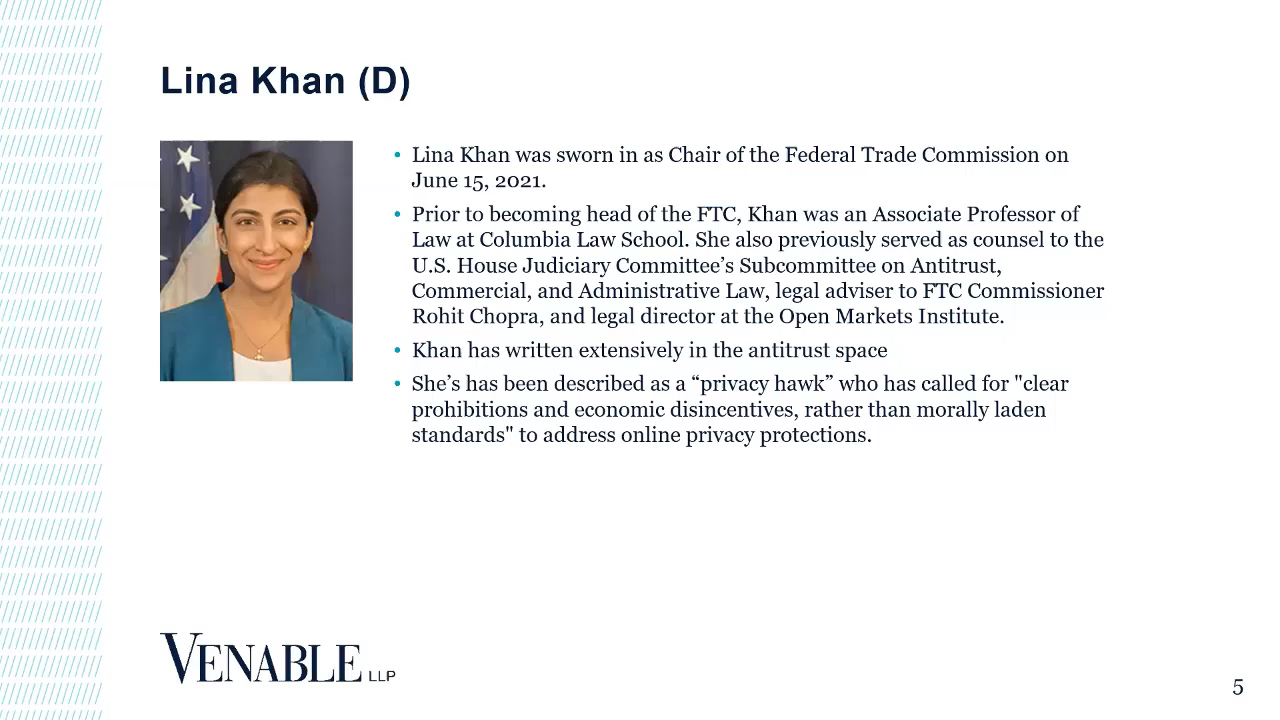 Lina Khan (D)
• Lina Khan was sworn in as Chair of the Federal Trade Commission on
June 15, 2021.
• Prior to becoming head of the FTC, Khan was an Associate Professor of
Law at Columbia Law School. She also previously served as counsel to the
U.S. House Judiciary Committee’s Subcommittee on Antitrust,
Commercial, and Administrative Law, legal adviser to FTC Commissioner
Rohit Chopra, and legal director at the Open Markets Institute.
• Khan has written extensively in the antitrust space
• She’s has been described as a “privacy hawk” who has called for "clear
prohibitions and economic disincentives, rather than morally laden
standards" to address online privacy protections.
VENABLE LLP
5